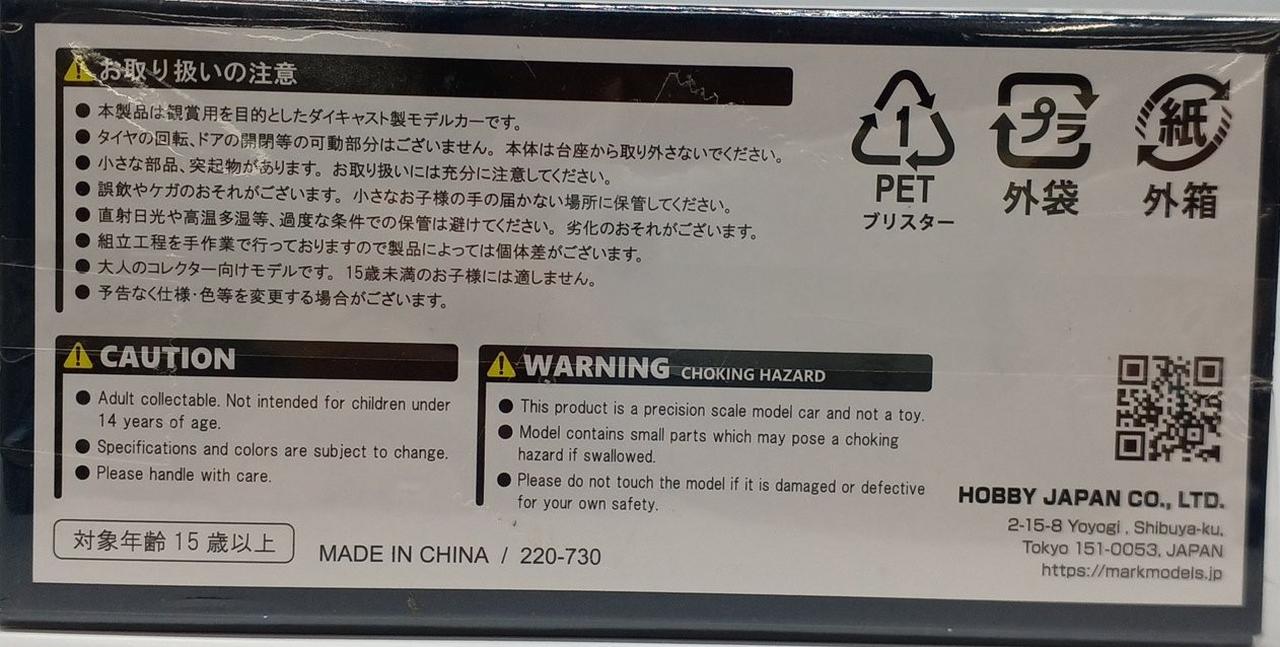 お取り扱いの注意
● 本製品は観賞用を目的としたダイキャスト製モデルカーです。
● タイヤの回転、ドアの開閉等の可動部分はございません。本体は台座から取り外さないでください。
● 小さな部品、突起物があります。お取り扱いには充分に注意してください。
● 誤飲やケガのおそれがございます。小さなお子様の手の届かない場所に保管してください。
● 直射日光や高温多湿等、過度な条件での保管は避けてください。劣化のおそれがございます。
● 組立工程を手作業で行っておりますので製品によっては個体差がございます。
● 大人のコレクター向けモデルです。15歳未満のお子様には適しません。
● 予告なく仕様・色等を変更する場合がございます。
1
PET
ブリスター
プラ
外袋
紙
外箱
CAUTION
● Adult collectable. Not intended for children under
14 years of age.
● Specifications and colors are subject to change.
● Please handle with care.
WARNING CHOKING HAZARD
● This product is a precision scale model car and not a toy.
● Model contains small parts which may pose a choking
hazard if swallowed.
● Please do not touch the model if it is damaged or defective
for your own safety.
対象年齢15歳以上
MADE IN CHINA / 220-730
HOBBY JAPAN CO., LTD.
2-15-8 Yoyogi , Shibuya-ku,
Tokyo 151-0053, JAPAN
https://markmodels.jp